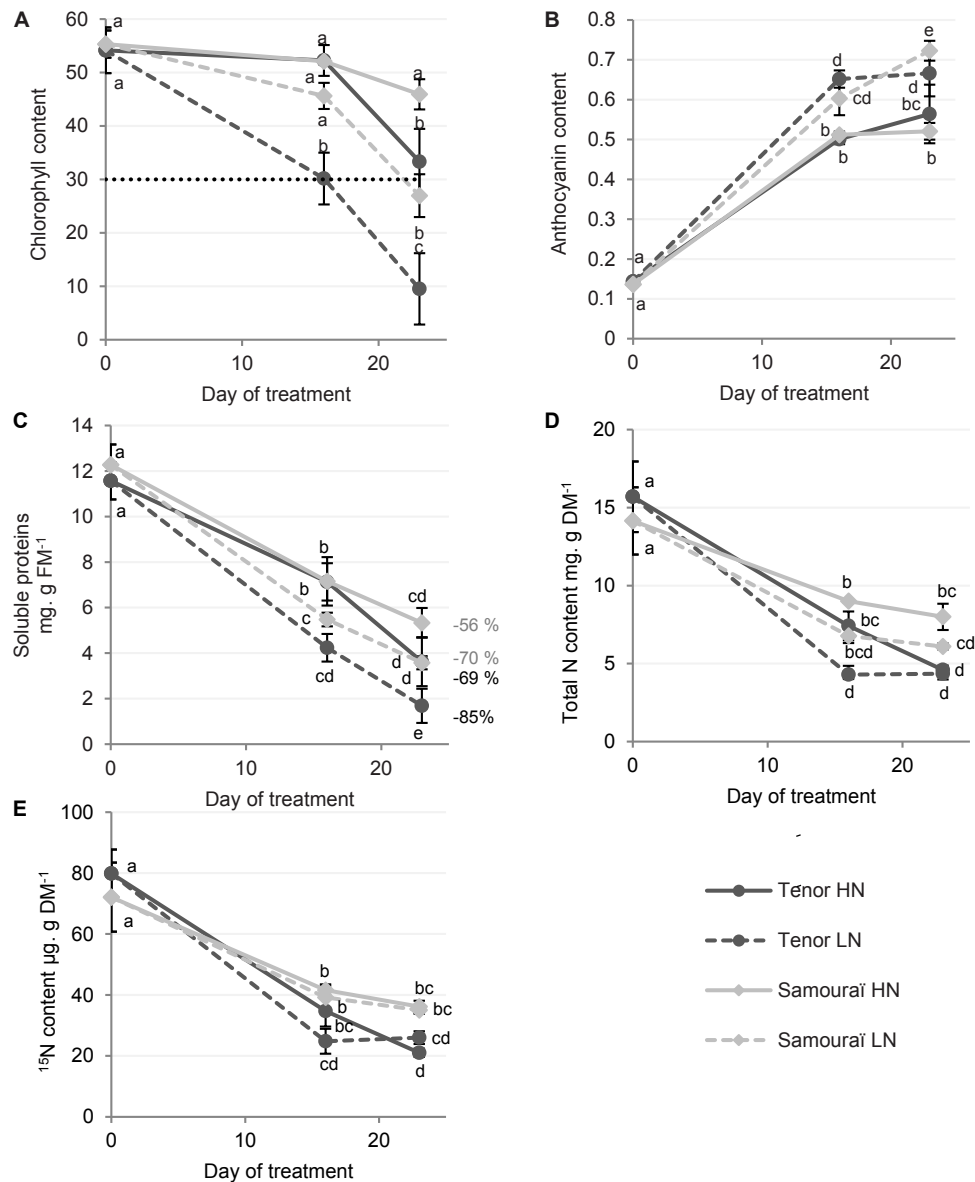 A
Chlorophyll content
60
50
40
30
20
10
0
0 10 20
Day of treatment
a
a
a
a
a
b
a
b
b
c
B
Anthocyanin content
0.8
0.7
0.6
0.5
0.4
0.3
0.2
0.1
0
0 10 20
Day of treatment
a
a
d
cd
b
b
e
d
bc
b
C
Soluble proteins
mg. g FM-1
14
12
10
8
6
4
2
0
0 10 20
Day of treatment
a
a
b
b
c
cd
cd
d
d
e
-56 %
-70 %
-69 %
-85%
D
Total N content mg. g DM-1
20
15
10
5
0
0 10 20
Day of treatment
a
a
b
bc
bcd
d
bc
cd
d
d
E
15N content µg. g DM-1
100
80
60
40
20
0
0 10 20
Day of treatment
a
a
b
b
bc
cd
bc
bc
cd
d
Tenor HN
Tenor LN
Samouraï HN
Samouraï LN